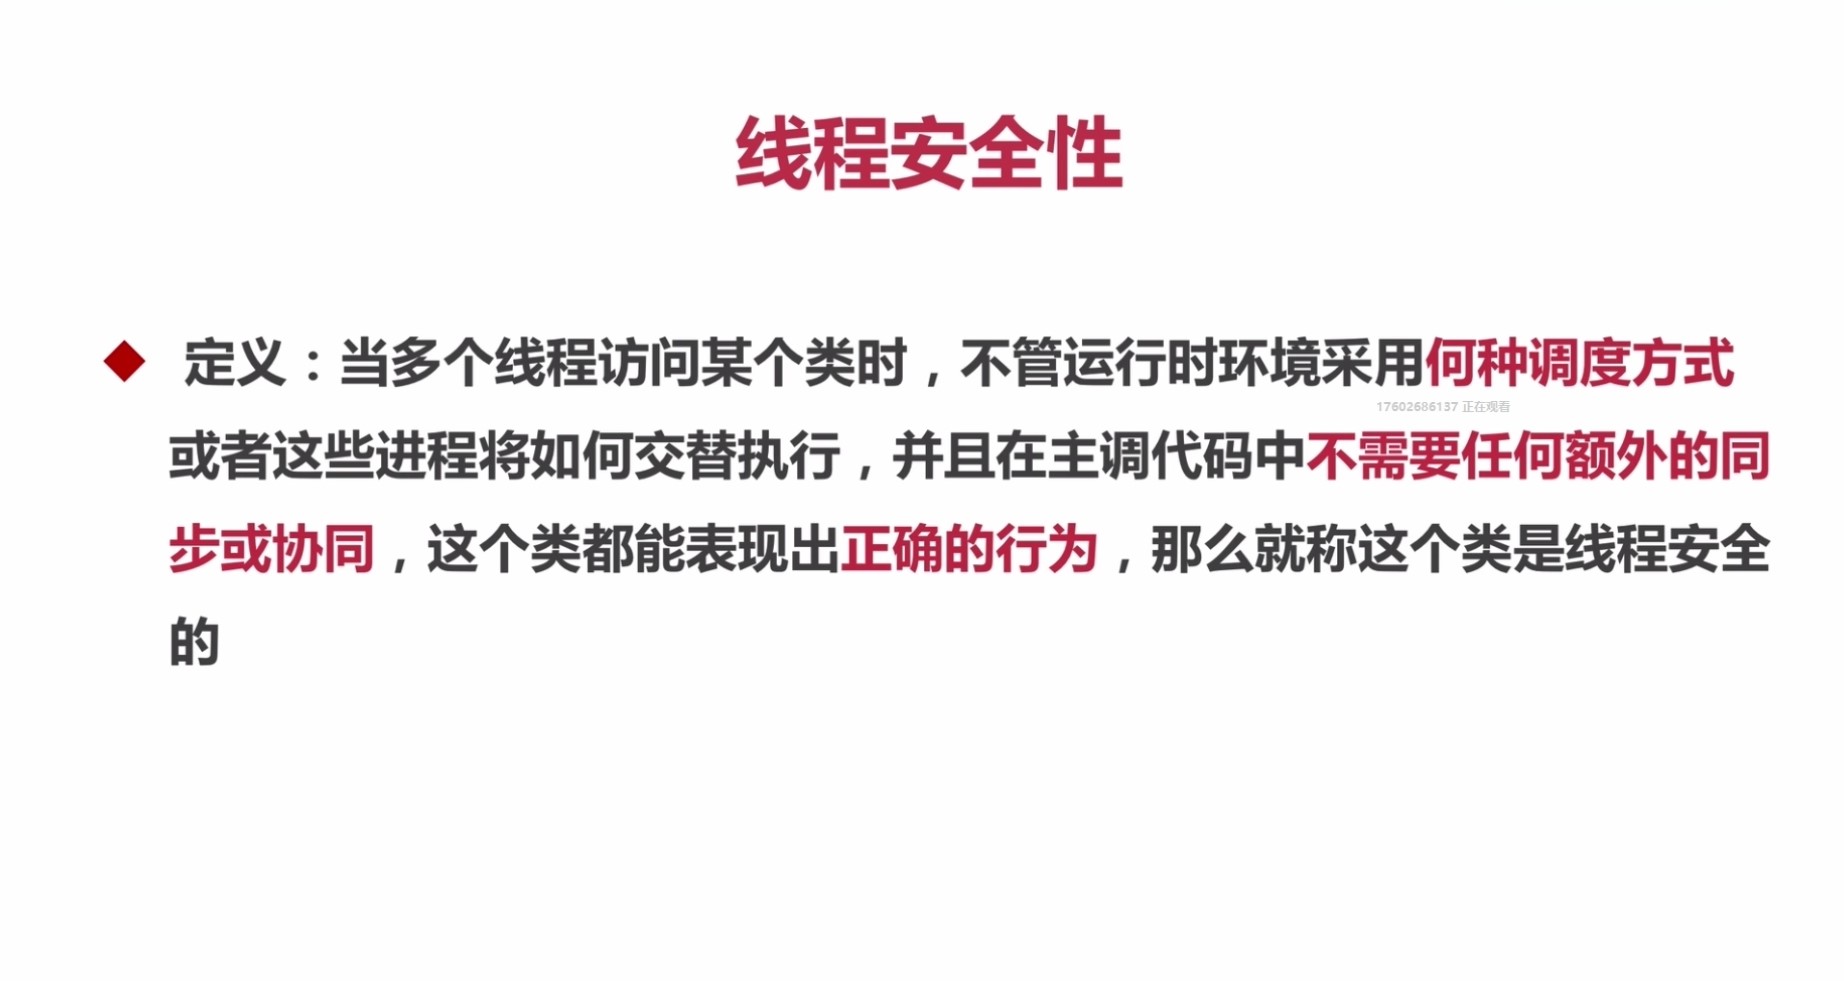 线程安全性
定义：当多个线程访问某个类时，不管运行时环境采用何种调度方式
17602686137 正在观看
或者这些进程将如何交替执行，并且在主调代码中不需要任何额外的同
步或协同，这个类都能表现出正确的行为，那么就称这个类是线程安全
的